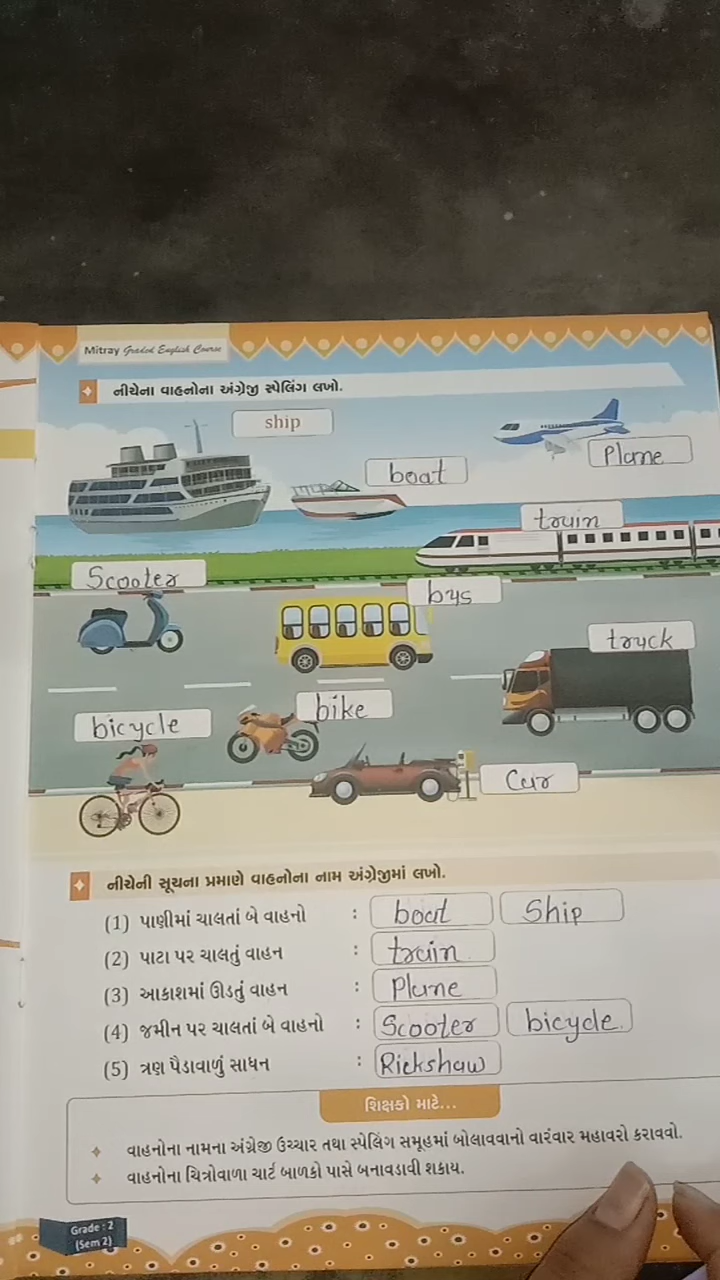 Mitray Graded English Course
નીચેના વાહનોના અંગ્રેજી સ્પેલિંગ લખો.
ship
Plane
boat
train
Scooter
bus
truck
bike
bicycle
Car
નીચેની સૂચના પ્રમાણે વાહનોના નામ અંગ્રેજીમાં લખો.
(1) પાણીમાં ચાલતાં બે વાહનો : boat Ship
(2) પાટા પર ચાલતું વાહન : train
(3) આકાશમાં ઊડતું વાહન : Plane
(4) જમીન પર ચાલતાં બે વાહનો : Scooter bicycle.
(5) ત્રણ પૈડાવાળું સાધન : Rickshaw
શિક્ષકો માટે...
વાહનોના નામના અંગ્રેજી ઉચ્ચાર તથા સ્પેલિંગ સમૂહમાં બોલાવવાનો વારંવાર મહાવરો કરાવવો.
વાહનોના ચિત્રોવાળા ચાર્ટ બાળકો પાસે બનાવડાવી શકાય.
Grade : 2
(Sem 2)